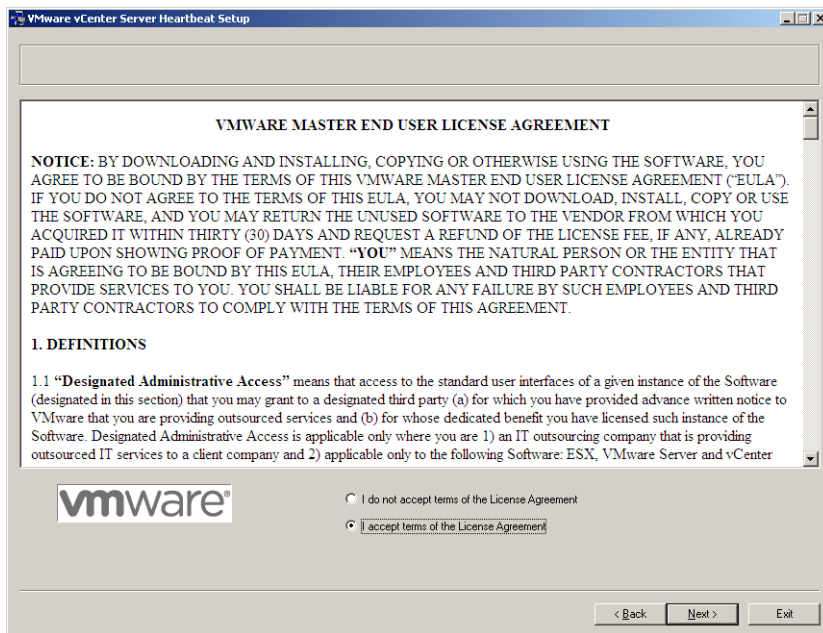 VMware vCenter Server Heartbeat Setup
VMWARE MASTER END USER LICENSE AGREEMENT
NOTICE: BY DOWNLOADING AND INSTALLING, COPYING OR OTHERWISE USING THE SOFTWARE, YOU
AGREE TO BE BOUND BY THE TERMS OF THIS VMWARE MASTER END USER LICENSE AGREEMENT (“EULA”).
IF YOU DO NOT AGREE TO THE TERMS OF THIS EULA, YOU MAY NOT DOWNLOAD, INSTALL, COPY OR USE
THE SOFTWARE, AND YOU MAY RETURN THE UNUSED SOFTWARE TO THE VENDOR FROM WHICH YOU
ACQUIRED IT WITHIN THIRTY (30) DAYS AND REQUEST A REFUND OF THE LICENSE FEE, IF ANY, ALREADY
PAID UPON SHOWING PROOF OF PAYMENT. “YOU” MEANS THE NATURAL PERSON OR THE ENTITY THAT
IS AGREEING TO BE BOUND BY THIS EULA, THEIR EMPLOYEES AND THIRD PARTY CONTRACTORS THAT
PROVIDE SERVICES TO YOU. YOU SHALL BE LIABLE FOR ANY FAILURE BY SUCH EMPLOYEES AND THIRD
PARTY CONTRACTORS TO COMPLY WITH THE TERMS OF THIS AGREEMENT.
1. DEFINITIONS
1.1 “Designated Administrative Access” means that access to the standard user interfaces of a given instance of the Software
(designated in this section) that you may grant to a designated third party (a) for which you have provided advance written notice to
VMware that you are providing outsourced services and (b) for whose dedicated benefit you have licensed such instance of the
Software. Designated Administrative Access is applicable only where you are 1) an IT outsourcing company that is providing
outsourced IT services to a client company and 2) applicable only to the following Software: ESX, VMware Server and vCenter
vmware®
I do not accept terms of the License Agreement
I accept terms of the License Agreement
< Back
Next >
Exit